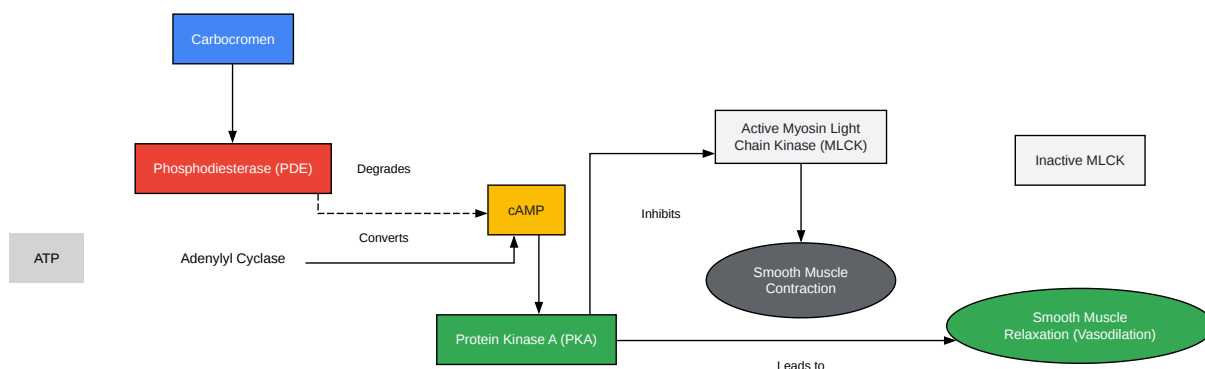 Carbocromen
Phosphodiesterase (PDE)
Degrades
Active Myosin Light
Chain Kinase (MLCK)
Inactive MLCK
cAMP
Inhibits
Converts
ATP
Adenylyl Cyclase
Smooth Muscle
Contraction
Smooth Muscle
Relaxation (Vasodilation)
Protein Kinase A (PKA)
Leads to